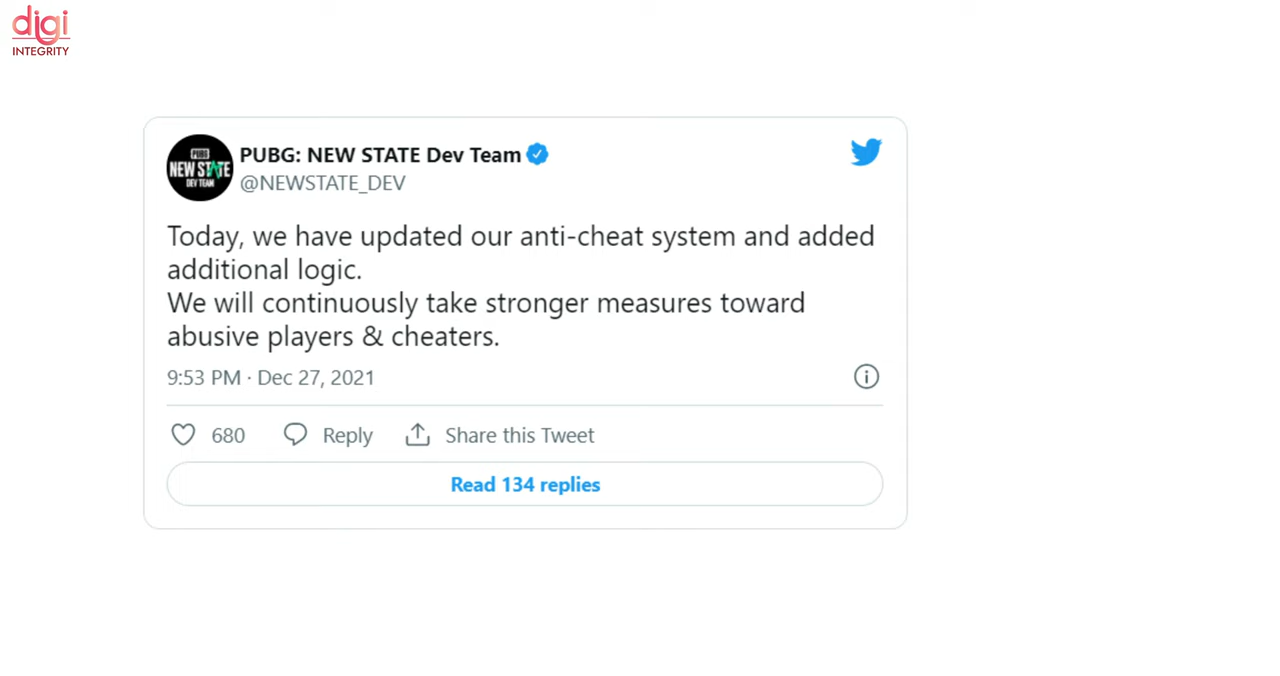 digi
INTEGRITY
PUBG: NEW STATE Dev Team
@NEWSTATE_DEV
PUBG
NEW STATE
DEV TEAM
Today, we have updated our anti-cheat system and added
additional logic.
We will continuously take stronger measures toward
abusive players & cheaters.
9:53 PM · Dec 27, 2021
680 Reply Share this Tweet
Read 134 replies